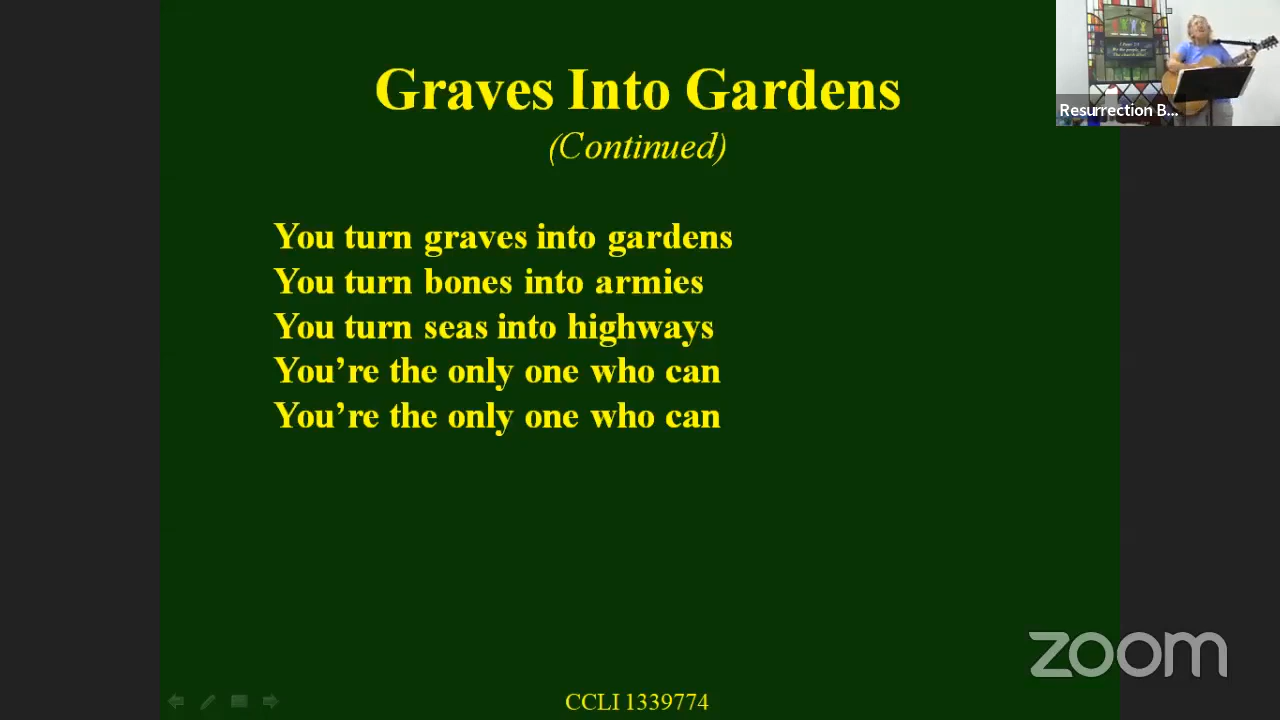 Graves Into Gardens
(Continued)
You turn graves into gardens
You turn bones into armies
You turn seas into highways
You’re the only one who can
You’re the only one who can
CCLI 1339774
Resurrection B...
zoom